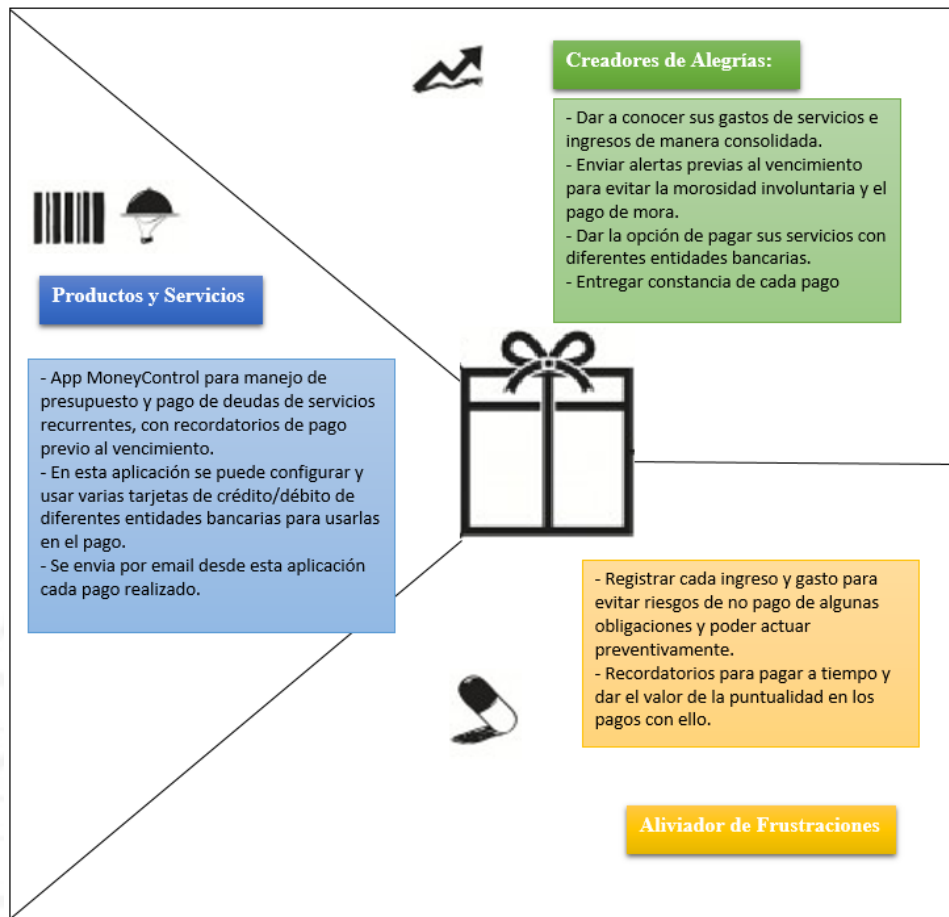 Creadores de Alegrías:
- Dar a conocer sus gastos de servicios e
ingresos de manera consolidada.
- Enviar alertas previas al vencimiento
para evitar la morosidad involuntaria y el
pago de mora.
- Dar la opción de pagar sus servicios con
diferentes entidades bancarias.
- Entregar constancia de cada pago
Productos y Servicios
- App MoneyControl para manejo de
presupuesto y pago de deudas de servicios
recurrentes, con recordatorios de pago
previo al vencimiento.
- En esta aplicación se puede configurar y
usar varias tarjetas de crédito/débito de
diferentes entidades bancarias para usarlas
en el pago.
- Se envia por email desde esta aplicación
cada pago realizado.
- Registrar cada ingreso y gasto para
evitar riesgos de no pago de algunas
obligaciones y poder actuar
preventivamente.
- Recordatorios para pagar a tiempo y
dar el valor de la puntualidad en los
pagos con ello.
Aliviador de Frustraciones